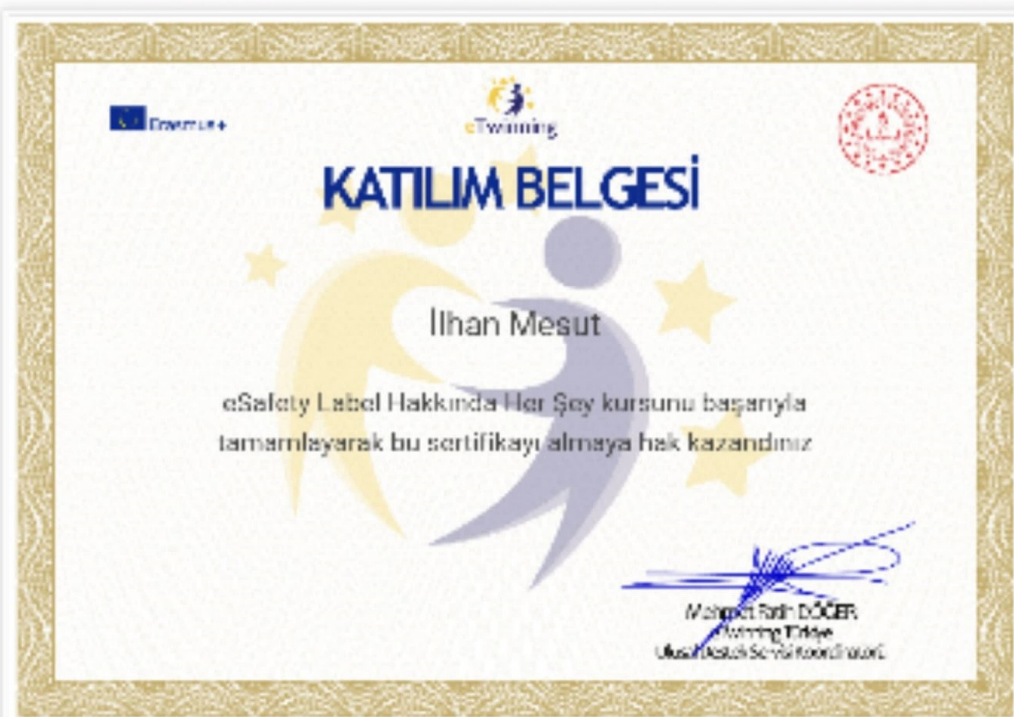 Erasmus+
eTwinning
KATILIM BELGESİ
İlhan Mesut
eSafety Label Hakkında Her Şey kursunu başarıyla
tamamlayarak bu sertifikayı almaya hak kazandınız
Mehmet Fatih DÖĞER
eTwinning Türkiye
Ulusal Destek Servisi Koordinatörü